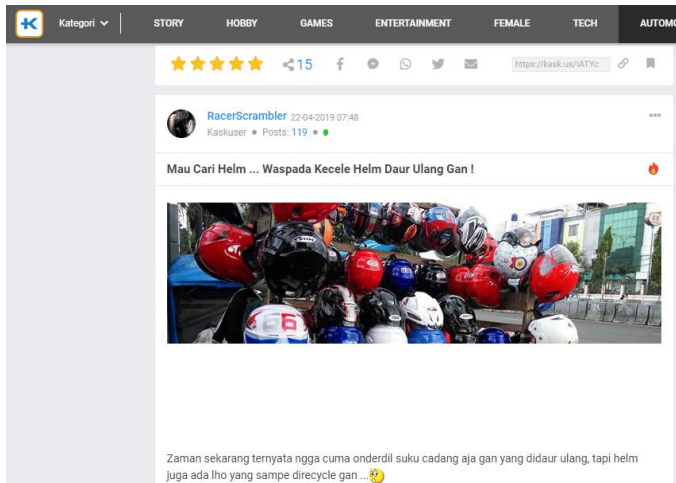 Kategori
STORY HOBBY GAMES ENTERTAINMENT FEMALE TECH AUTOMO
15
https://kask.us/iATYc
RacerScrambler 22-04-2019 07:48
Kaskuser • Posts: 119 •
Mau Cari Helm ... Waspada Kecele Helm Daur Ulang Gan !
Zaman sekarang ternyata ngga cuma onderdil suku cadang aja gan yang didaur ulang, tapi helm
juga ada lho yang sampe direcycle gan ...